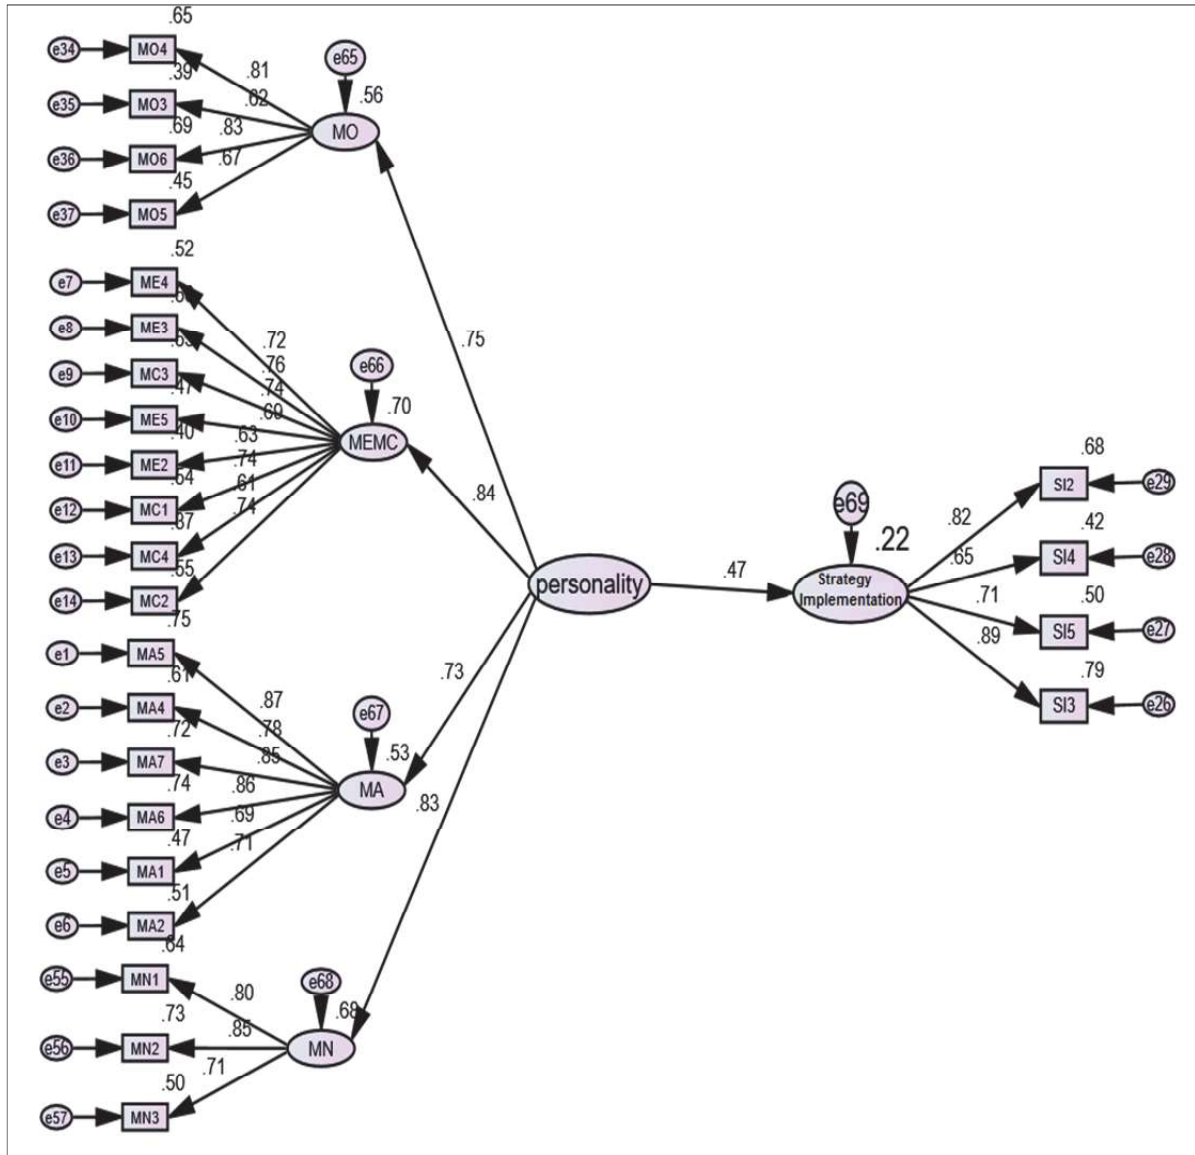 .65
e34 MO4
.81
.39
e35 MO3
.62
.69 .83
e36 MO6
.67
.45
e37 MO5
e65
.56
MO
.75
.52
e7 ME4
e8 ME3
.72
.76
e9 MC3
.74
.47
.69
e10 ME5
.40 .63
e11 ME2
.74
e12 MC1
.61
.74
e13 MC4
.55
e14 MC2
e66
.70
MEMC
.84
.75
e1 MA5
.61
.87
e2 MA4
.78
.72
.85
e3 MA7
.74 .86
e4 MA6
.69
.47 .71
e5 MA1
.51
e6 MA2
e67
.53
MA
.73
.83
.64
e55 MN1
.80
.73
.85
e56 MN2
.71
.50
e57 MN3
e68
.68
MN
personality
.47
e69
.22
Strategy
Implementation
.68
SI2 e29
.82
.42
.65
SI4 e28
.71
.50
SI5 e27
.89
.79
SI3 e26